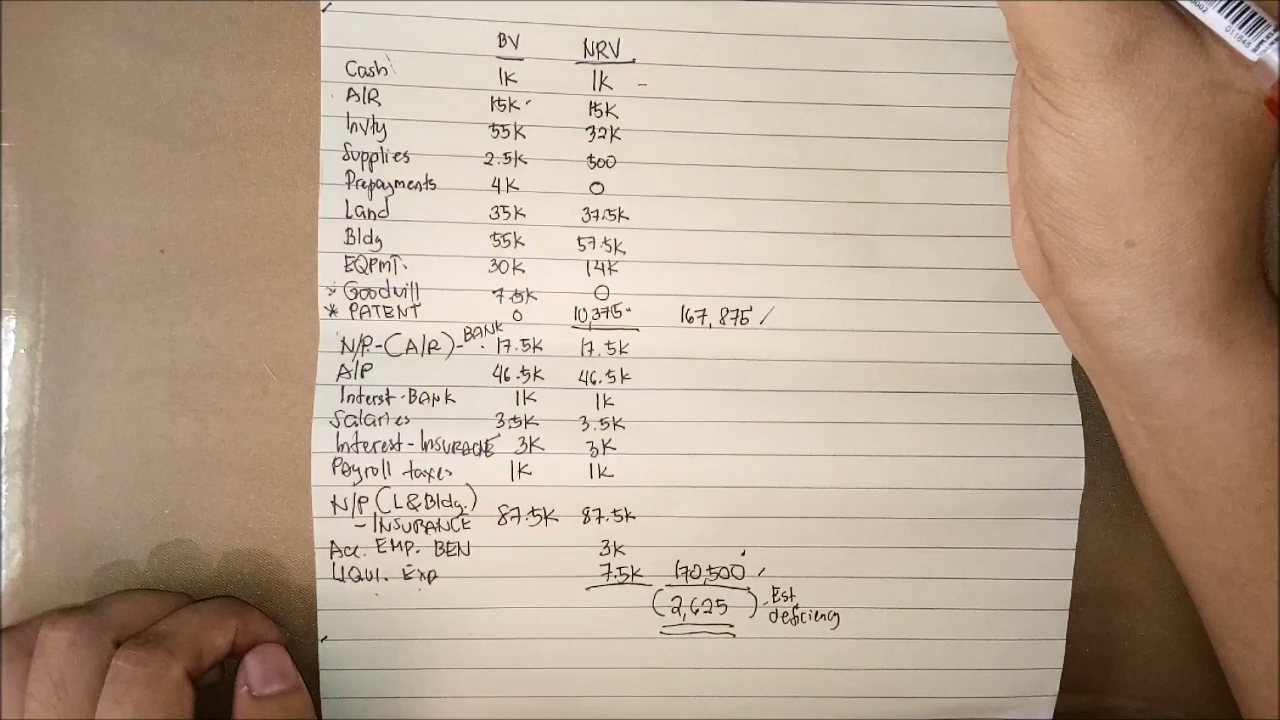 BV NRV
Cash 1K 1K -
A/R 15K 15K
Invty 55K 32K
Supplies 2.5K 500
Prepayments 4K 0
Land 35K 37.5K
Bldg 55K 57.5K
EQPMT. 30K 14K
* Goodwill 7.5K 0
* PATENT 0 10,375 167,875 /
N/P-(A/R)-BANK 17.5K 17.5K
A/P 46.5K 46.5K
Interst-BANK 1K 1K
Salaries 3.5K 3.5K
Interest-INSURACE 3K 3K
Payroll taxes 1K 1K
N/P (L&Bldg.)
- INSURANCE 87.5K 87.5K
Acc. EMP. BEN 3K
LIQUI. Exp 7.5K 170,500 /
(2,625) Est.
deficiency